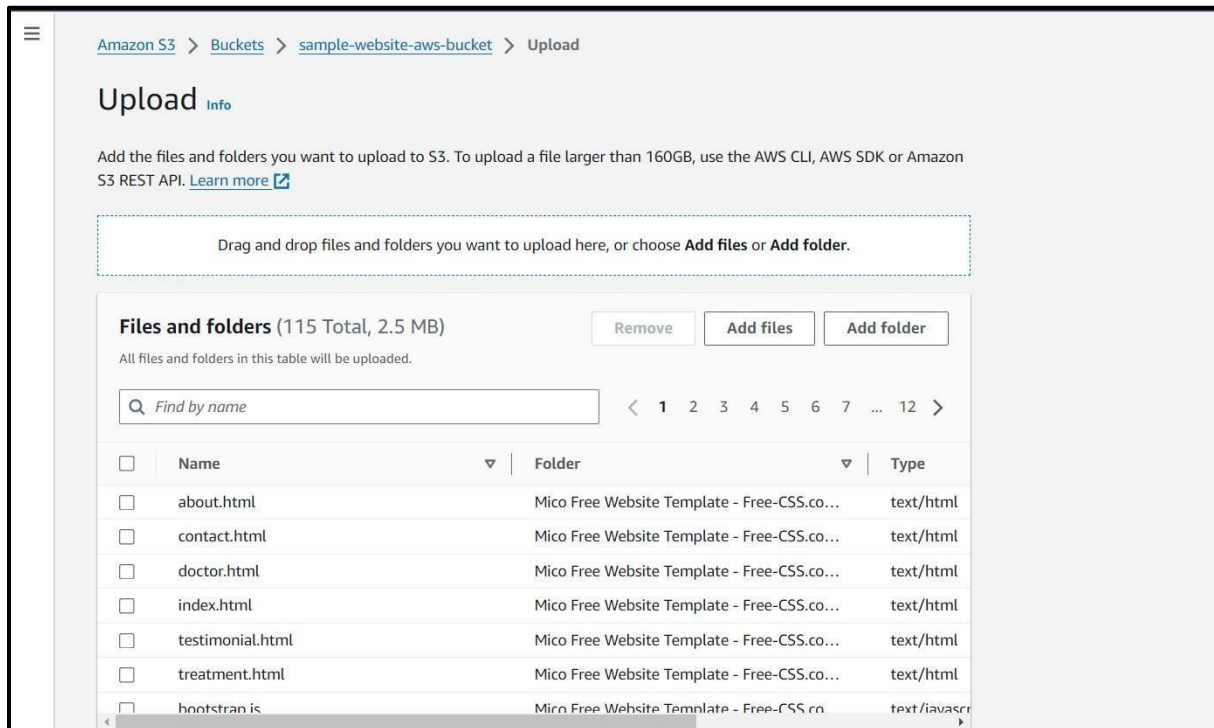 Amazon S3 > Buckets > sample-website-aws-bucket > Upload
Upload Info
Add the files and folders you want to upload to S3. To upload a file larger than 160GB, use the AWS CLI, AWS SDK or Amazon
S3 REST API. Learn more
Drag and drop files and folders you want to upload here, or choose Add files or Add folder.
Files and folders (115 Total, 2.5 MB) Remove Add files Add folder
All files and folders in this table will be uploaded.
Find by name < 1 2 3 4 5 6 7 ... 12 >
Name Folder Type
about.html Mico Free Website Template - Free-CSS.co... text/html
contact.html Mico Free Website Template - Free-CSS.co... text/html
doctor.html Mico Free Website Template - Free-CSS.co... text/html
index.html Mico Free Website Template - Free-CSS.co... text/html
testimonial.html Mico Free Website Template - Free-CSS.co... text/html
treatment.html Mico Free Website Template - Free-CSS.co... text/html
bootstrap.js Mico Free Website Template - Free-CSS.co text/javascr